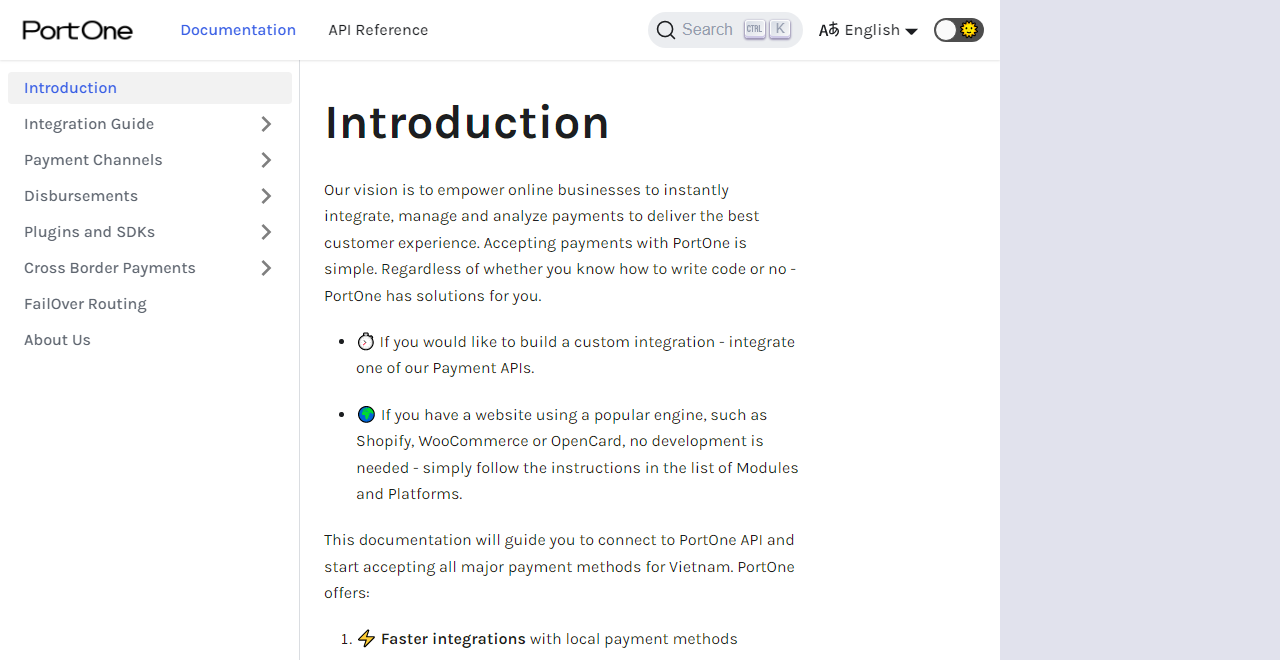 PortOne
Documentation
API Reference
Search CTRL K
English
Introduction
Integration Guide
Payment Channels
Disbursements
Plugins and SDKs
Cross Border Payments
FailOver Routing
About Us
Introduction
Our vision is to empower online businesses to instantly
integrate, manage and analyze payments to deliver the best
customer experience. Accepting payments with PortOne is
simple. Regardless of whether you know how to write code or no -
PortOne has solutions for you.
• ⏱ If you would like to build a custom integration - integrate
one of our Payment APIs.
• 🌍 If you have a website using a popular engine, such as
Shopify, WooCommerce or OpenCard, no development is
needed - simply follow the instructions in the list of Modules
and Platforms.
This documentation will guide you to connect to PortOne API and
start accepting all major payment methods for Vietnam. PortOne
offers:
1. ⚡ Faster integrations with local payment methods